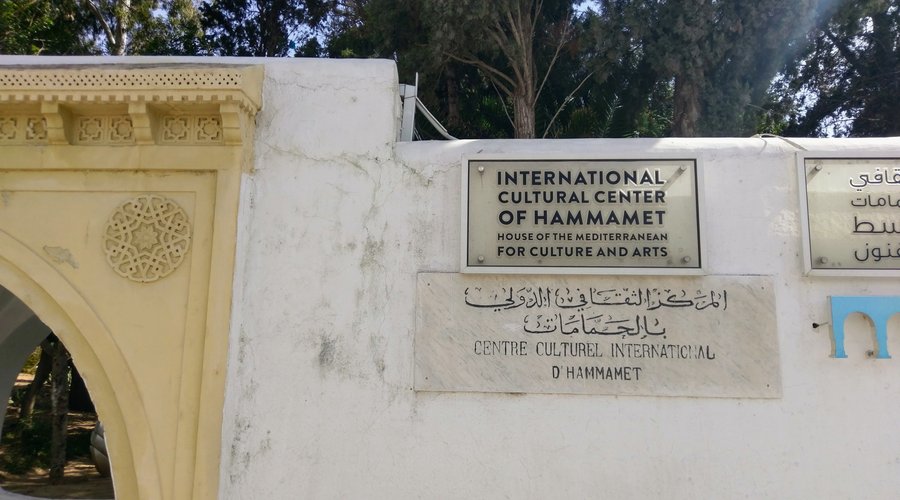 INTERNATIONAL
CULTURAL CENTER
OF HAMMAMET
HOUSE OF THE MEDITERRANEAN
FOR CULTURE AND ARTS
المركز الثقافي الدولي
بالحمامات
CENTRE CULTUREL INTERNATIONAL
D'HAMMAMET